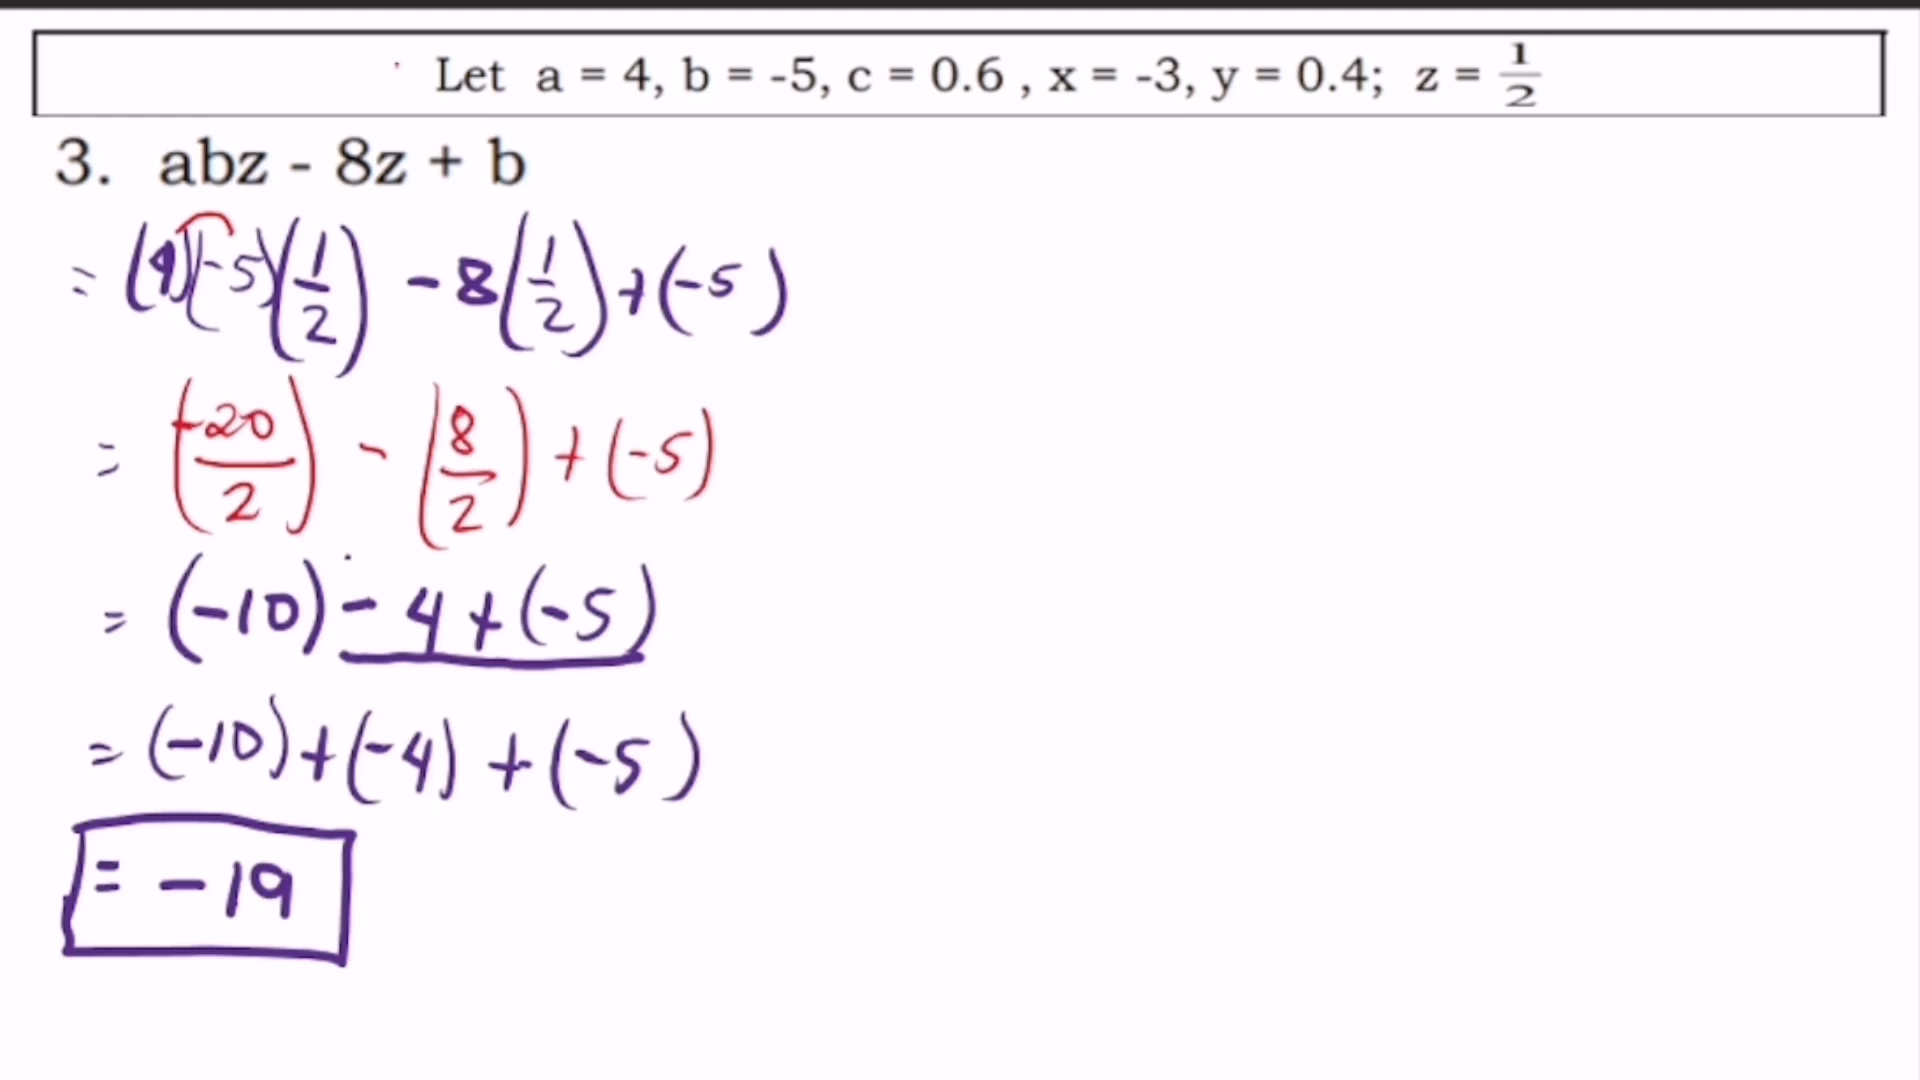 Let a = 4, b = -5, c = 0.6 , x = -3, y = 0.4; z = 1/2
3. abz - 8z + b
= (4)(-5)(1/2) - 8(1/2) + (-5)
= (-20/2) - (8/2) + (-5)
= (-10) - 4 + (-5)
= (-10) + (-4) + (-5)
= -19